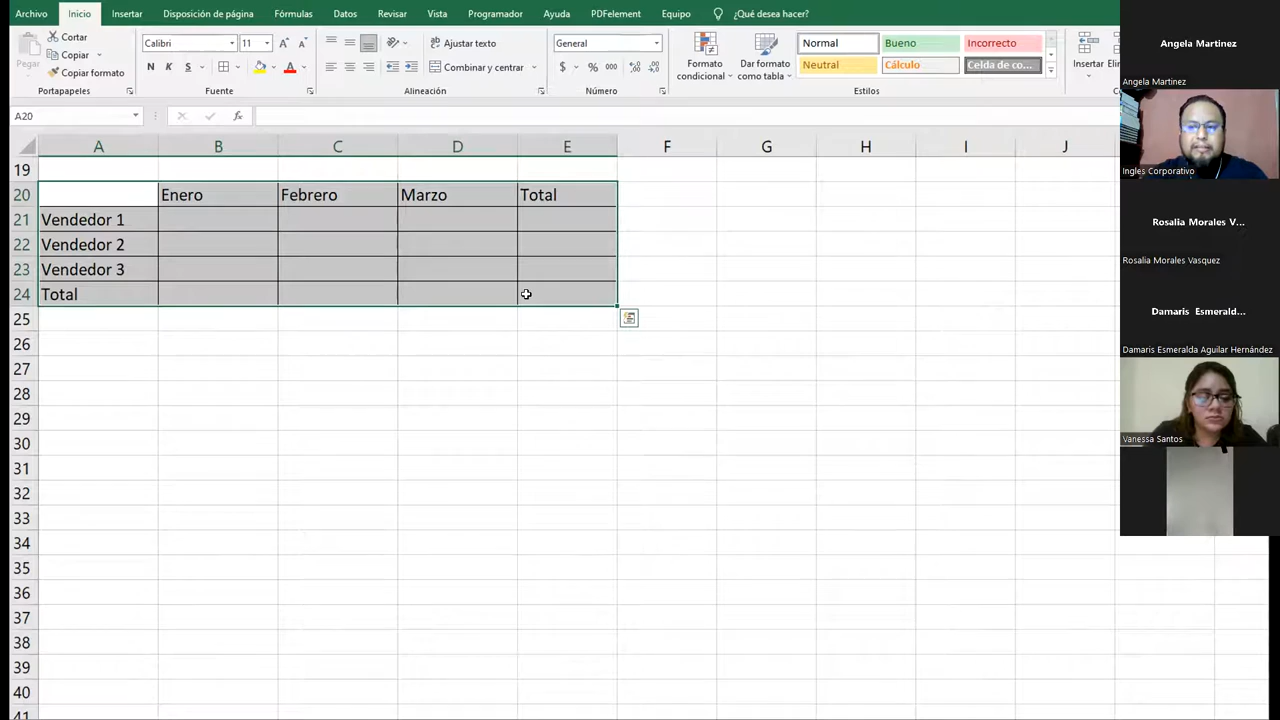 Archivo Inicio Insertar Disposición de página Fórmulas Datos Revisar Vista Programador Ayuda PDFelement Equipo ¿Qué desea hacer?
Pegar
Cortar
Copiar
Copiar formato
Portapapeles
Calibri 11
N K S
Fuente
Ajustar texto
Combinar y centrar
Alineación
General
$ % 000
Número
Formato condicional
Dar formato como tabla
Normal Bueno Incorrecto
Neutral Cálculo Celda de co...
Estilos
Insertar
A20
fx
A B C D E F G H I J
19
20 Enero Febrero Marzo Total
21 Vendedor 1
22 Vendedor 2
23 Vendedor 3
24 Total
25
26
27
28
29
30
31
32
33
34
35
36
37
38
39
40
41
Angela Martinez
Angela Martinez
Ingles Corporativo
Rosalia Morales V...
Rosalia Morales Vasquez
Damaris Esmerald...
Damaris Esmeralda Aguilar Hernández
Vanessa Santos